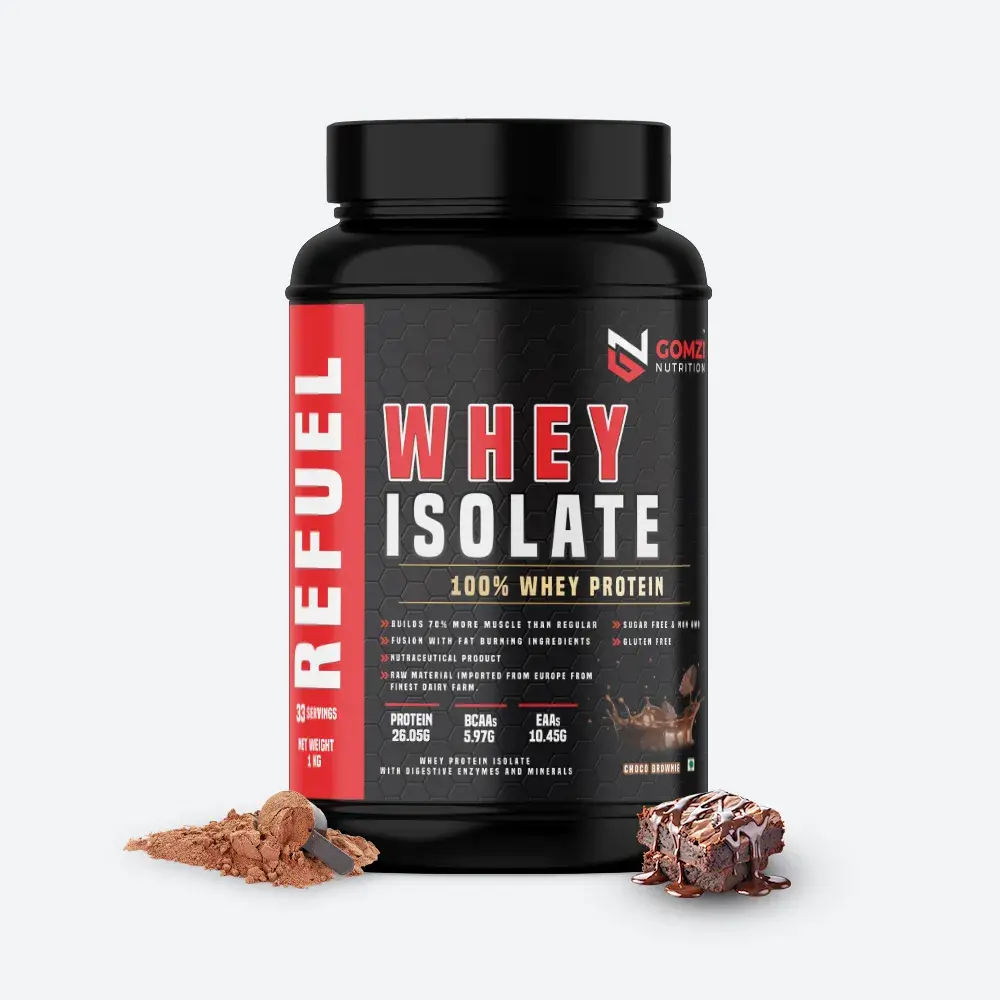 REFUEL
33 SERVINGS
NET WEIGHT
1 KG
GOMZI
NUTRITION
WHEY
ISOLATE
100% WHEY PROTEIN
BUILDS 70% MORE MUSCLE THAN REGULAR
FUSION WITH FAT BURNING INGREDIENTS
NUTRACEUTICAL PRODUCT
RAW MATERIAL IMPORTED FROM EUROPE FROM
FINEST DAIRY FARM.
SUGAR FREE & NON GMO
GLUTEN FREE
PROTEIN
26.05G
BCAAs
5.97G
EAAs
10.45G
WHEY PROTEIN ISOLATE
WITH DIGESTIVE ENZYMES AND MINERALS
CHOCO BROWNIE